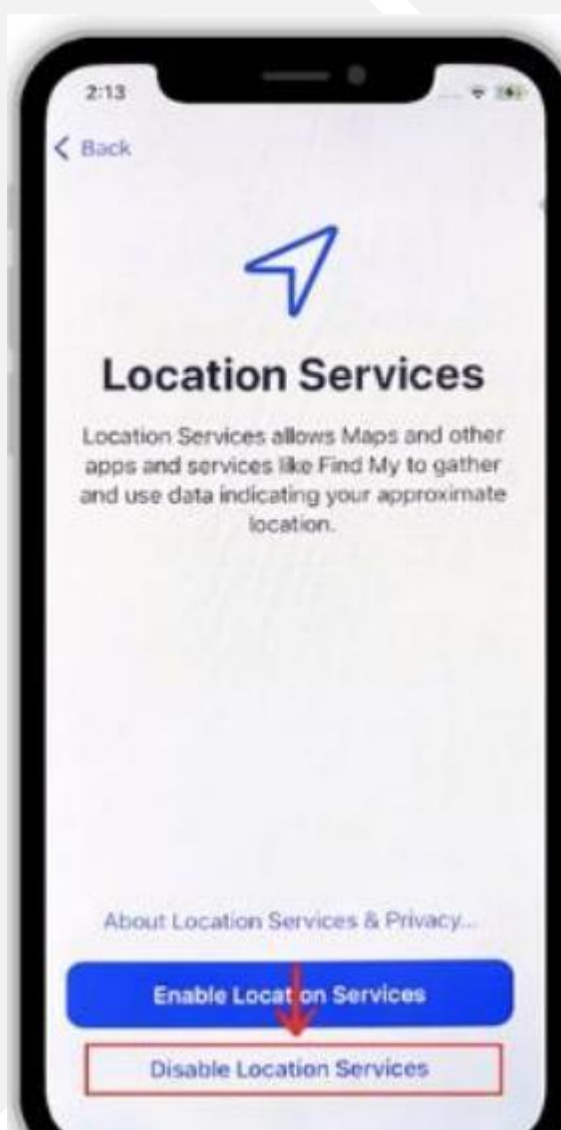 2:13
Back
Location Services
Location Services allows Maps and other
apps and services like Find My to gather
and use data indicating your approximate
location.
About Location Services & Privacy...
Enable Location Services
Disable Location Services